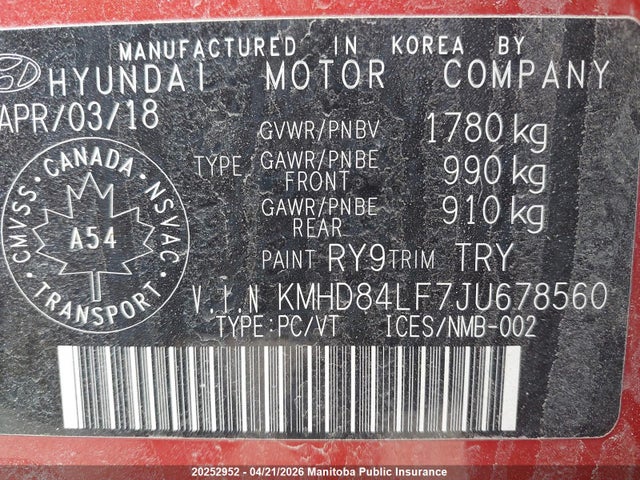 MANUFACTURED IN KOREA BY
HYUNDAI MOTOR COMPANY
APR/03/18
GVWR/PNBV 1780 kg
TYPE GAWR/PNBE FRONT 990 kg
GAWR/PNBE REAR 910 kg
CANADA
CMVSS NSVAC
A54
TRANSPORT
PAINT RY9 TRIM TRY
V.I.N KMHD84LF7JU678560
TYPE:PC/VT ICES/NMB-002
20252952 - 04/21/2026 Manitoba Public Insurance